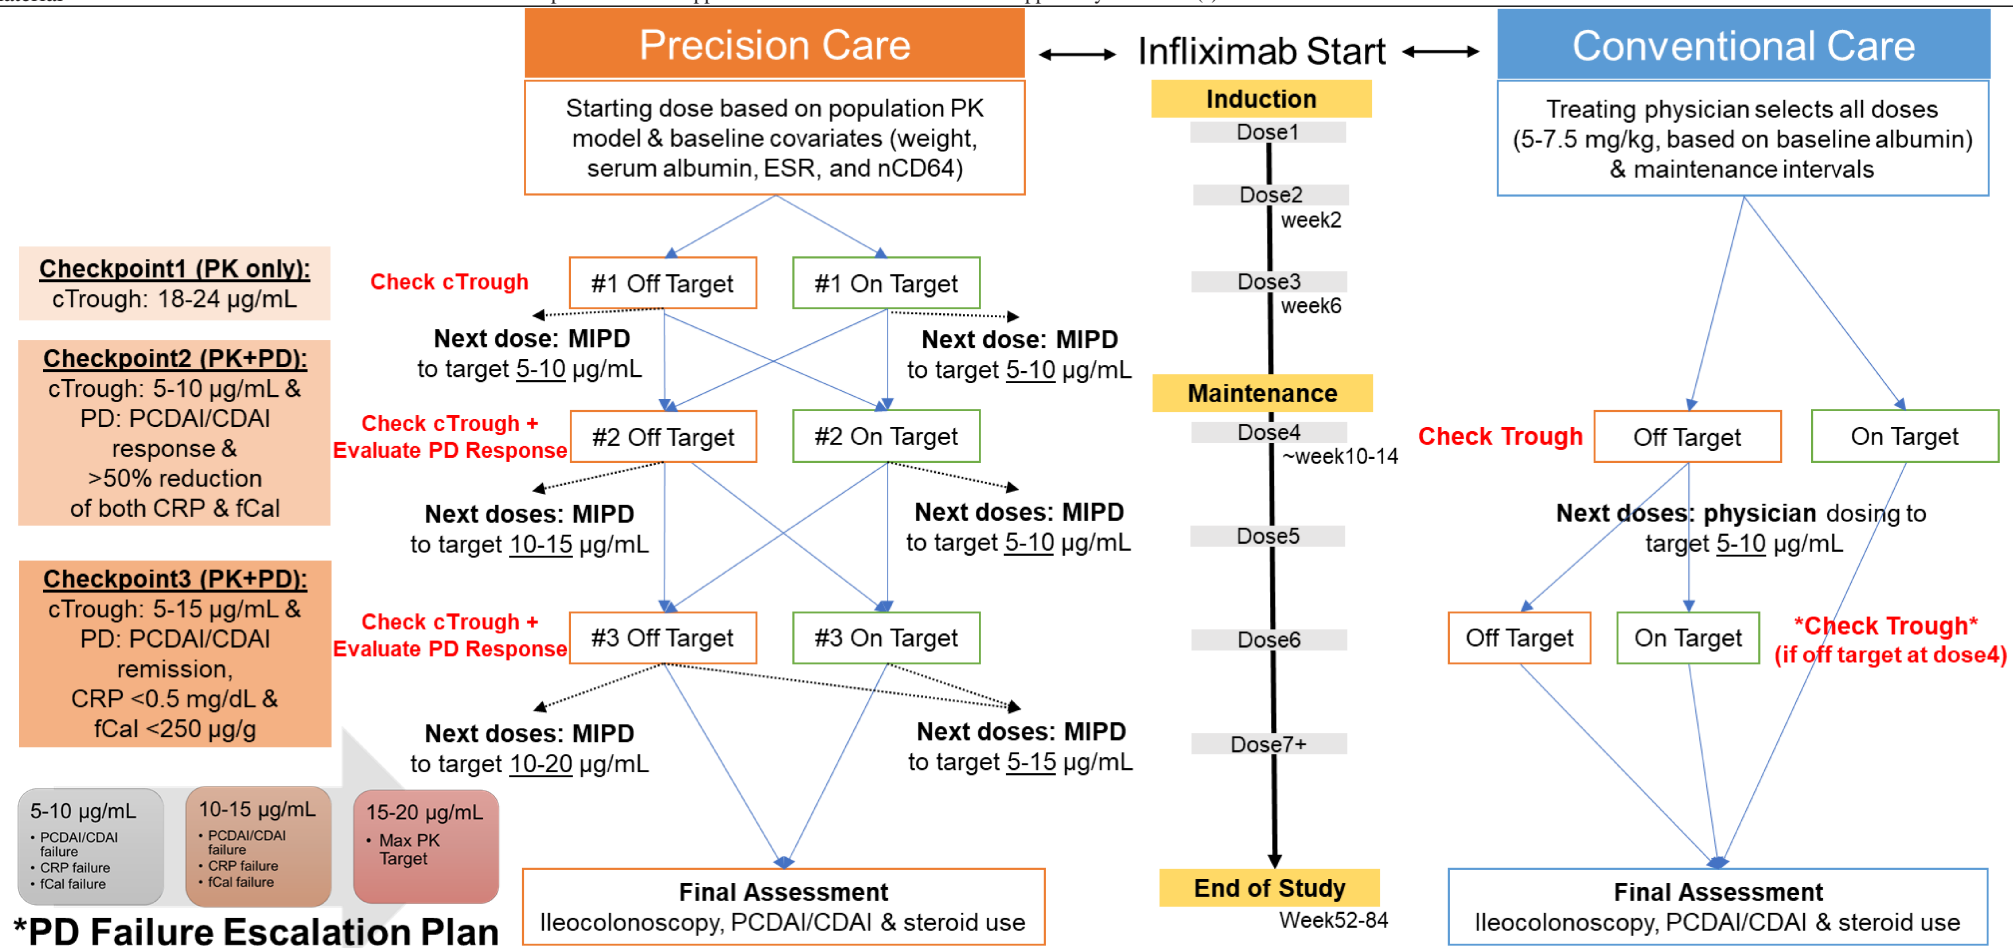 Precision Care
Infliximab Start
Conventional Care
Starting dose based on population PK
model & baseline covariates (weight,
serum albumin, ESR, and nCD64)
Induction
Dose1
Dose2
week2
Dose3
week6
Maintenance
Dose4
~week10-14
Dose5
Dose6
Dose7+
End of Study
Week52-84
Treating physician selects all doses
(5-7.5 mg/kg, based on baseline albumin)
& maintenance intervals
Checkpoint1 (PK only):
cTrough: 18-24 µg/mL
Checkpoint2 (PK+PD):
cTrough: 5-10 µg/mL &
PD: PCDAI/CDAI
response &
>50% reduction
of both CRP & fCal
Checkpoint3 (PK+PD):
cTrough: 5-15 µg/mL &
PD: PCDAI/CDAI
remission,
CRP <0.5 mg/dL &
fCal <250 µg/g
Check cTrough
#1 Off Target
#1 On Target
Next dose: MIPD
to target 5-10 µg/mL
Next dose: MIPD
to target 5-10 µg/mL
Check cTrough +
Evaluate PD Response
#2 Off Target
#2 On Target
Next doses: MIPD
to target 10-15 µg/mL
Next doses: MIPD
to target 5-10 µg/mL
Check cTrough +
Evaluate PD Response
#3 Off Target
#3 On Target
Next doses: MIPD
to target 10-20 µg/mL
Next doses: MIPD
to target 5-15 µg/mL
Check Trough
Off Target
On Target
Next doses: physician dosing to
target 5-10 µg/mL
Off Target
On Target
*Check Trough*
(if off target at dose4)
5-10 µg/mL
• PCDAI/CDAI
failure
• CRP failure
• fCal failure
10-15 µg/mL
• PCDAI/CDAI
failure
• CRP failure
• fCal failure
15-20 µg/mL
• Max PK
Target
*PD Failure Escalation Plan
Final Assessment
Ileocolonoscopy, PCDAI/CDAI & steroid use
Final Assessment
Ileocolonoscopy, PCDAI/CDAI & steroid use